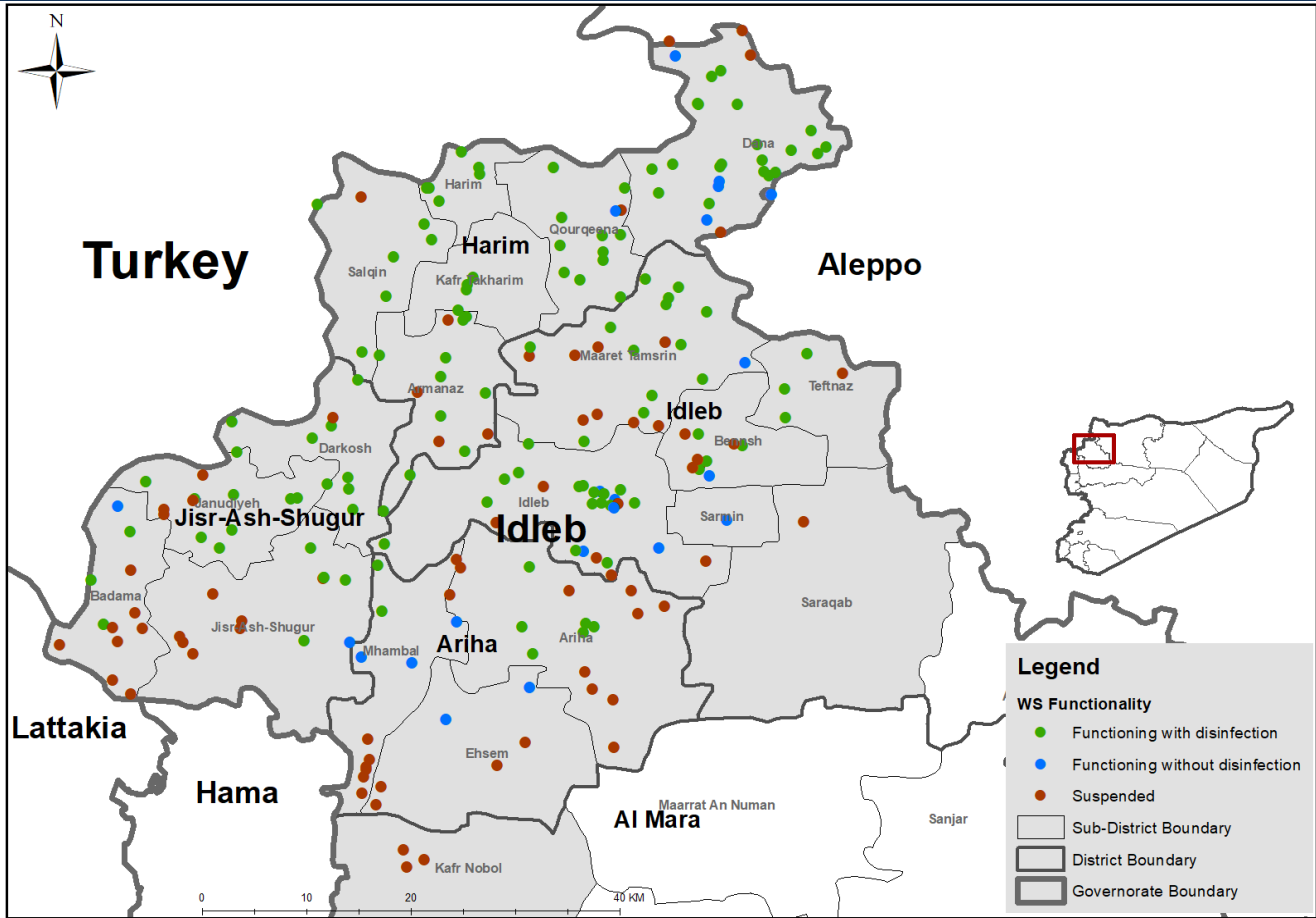 N
Dana
Harim
Qourqeena
Harim
Turkey
Aleppo
Salqin
Kafr Takharim
Maaret Tamsrin
Teftnaz
Armanaz
Idleb
Bennsh
Darkosh
Janudiyeh
Idleb
Jisr-Ash-Shugur
Idleb
Sarmin
Badama
Saraqab
Jisr-Ash-Shugur
Ariha
Ariha
Mhambal
Lattakia
Ehsem
Hama
Maarrat An Numan
Al Mara
Sanjar
Kafr Nobol
0 10 20 40 KM
Legend
WS Functionality
Functioning with disinfection
Functioning without disinfection
Suspended
Sub-District Boundary
District Boundary
Governorate Boundary